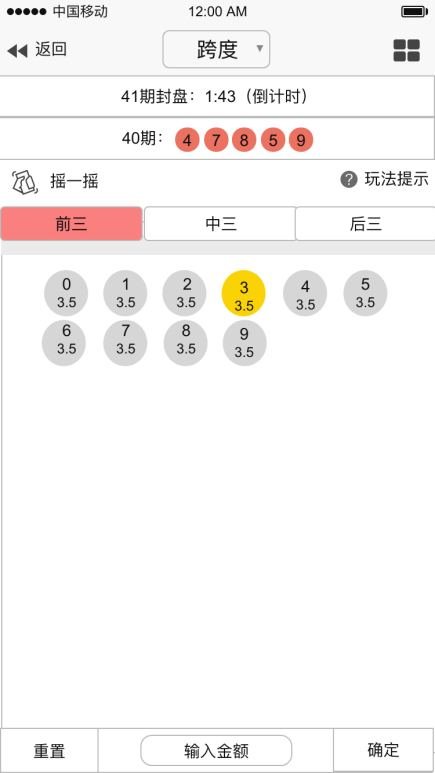 中国移动 12:00 AM
返回 跨度
41期封盘：1:43（倒计时）
40期： 4 7 8 5 9
摇一摇 ? 玩法提示
前三 中三 后三
0 1 2 3 4 5
3.5 3.5 3.5 3.5 3.5 3.5
6 7 8 9
3.5 3.5 3.5 3.5
重置 输入金额 确定